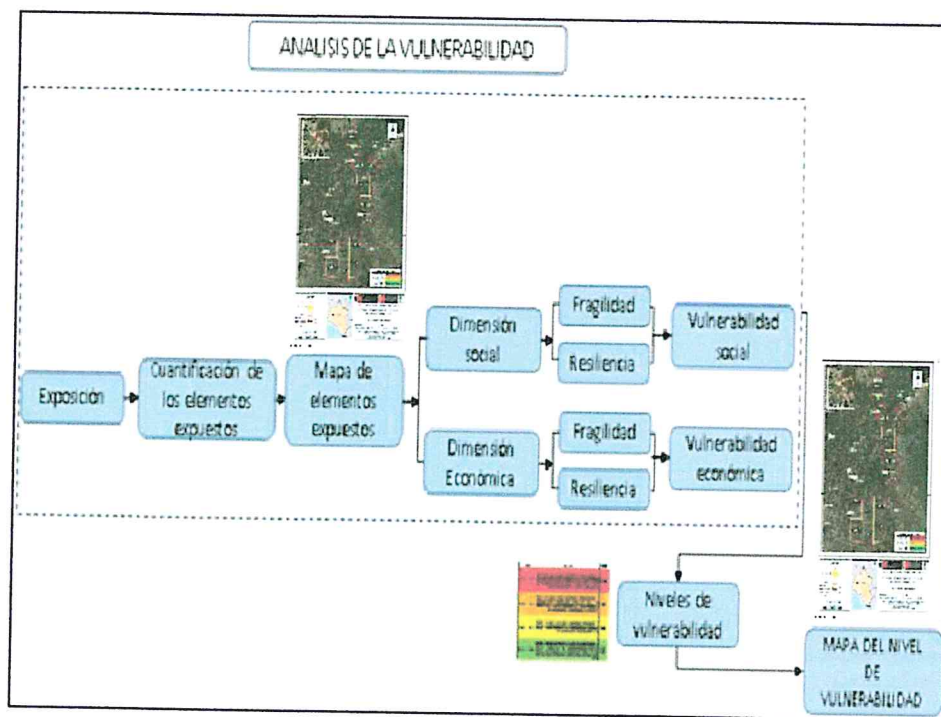 ANALISIS DE LA VULNERABILIDAD
Exposición
Cuantificación de
los elementos
expuestos
Mapa de
elementos
expuestos
Dimensión
social
Fragilidad
Resiliencia
Vulnerabilidad
social
Dimensión
Económica
Fragilidad
Resiliencia
Vulnerabilidad
económica
Niveles de
vulnerabilidad
MAPA DEL NIVEL
DE
VULNERABILIDAD